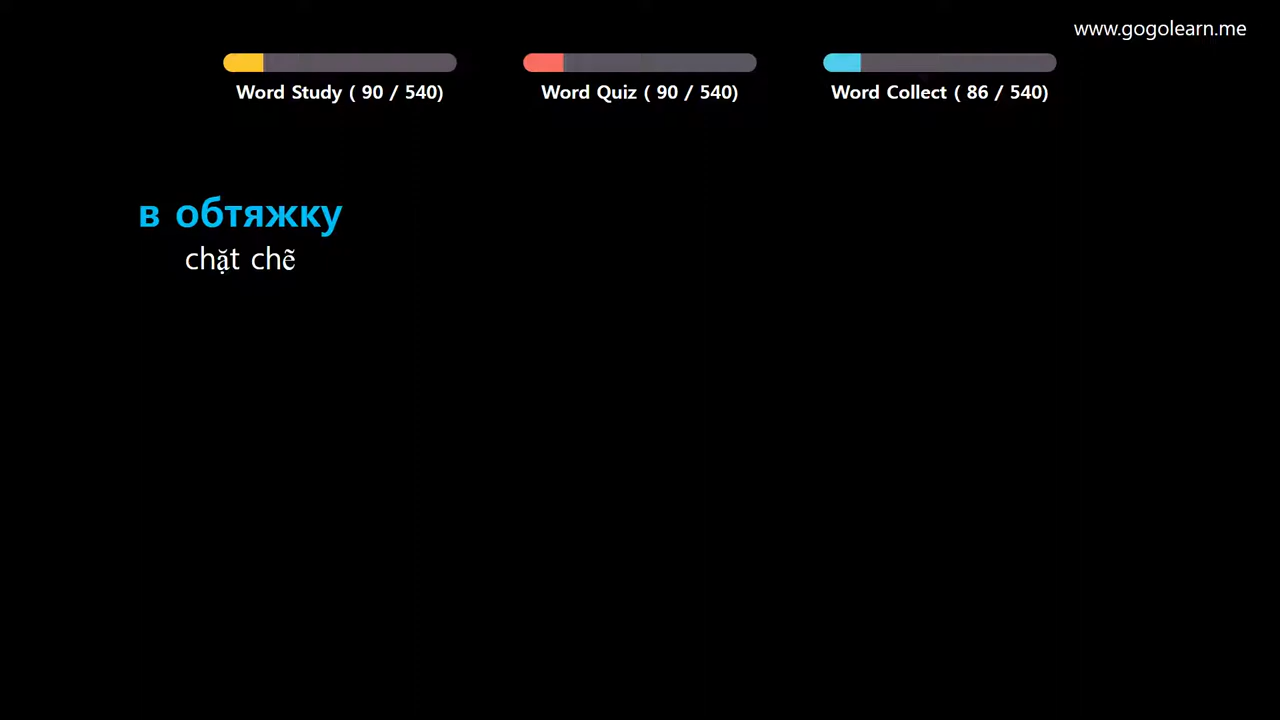 www.gogolearn.me
Word Study ( 90 / 540)
Word Quiz ( 90 / 540)
Word Collect ( 86 / 540)
в обтяжку
chặt chẽ